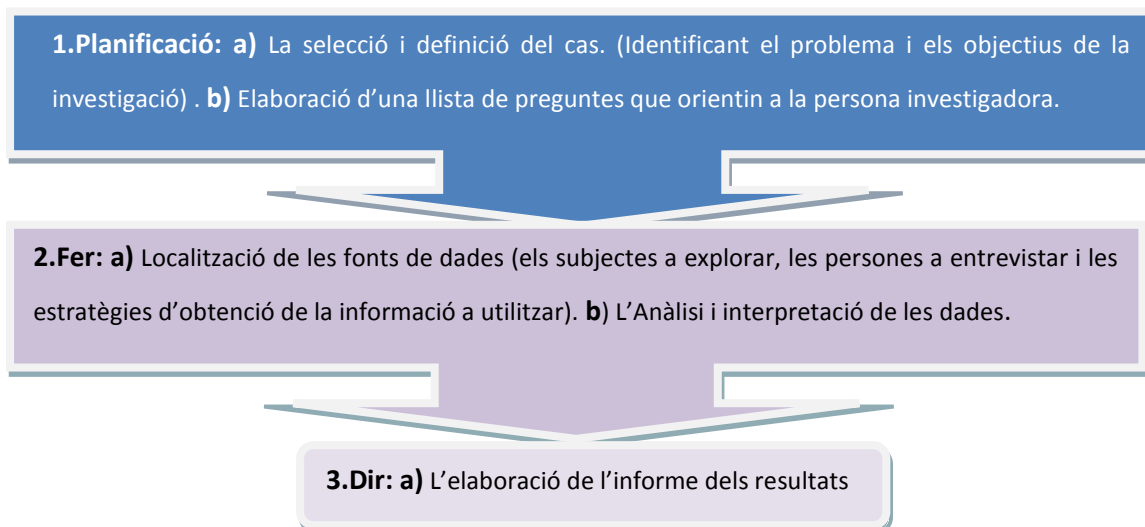 1.Planificació: a) La selecció i definició del cas. (Identificant el problema i els objectius de la
investigació) . b) Elaboració d’una llista de preguntes que orientin a la persona investigadora.
2.Fer: a) Localització de les fonts de dades (els subjectes a explorar, les persones a entrevistar i les
estratègies d’obtenció de la informació a utilitzar). b) L’Anàlisi i interpretació de les dades.
3.Dir: a) L’elaboració de l’informe dels resultats